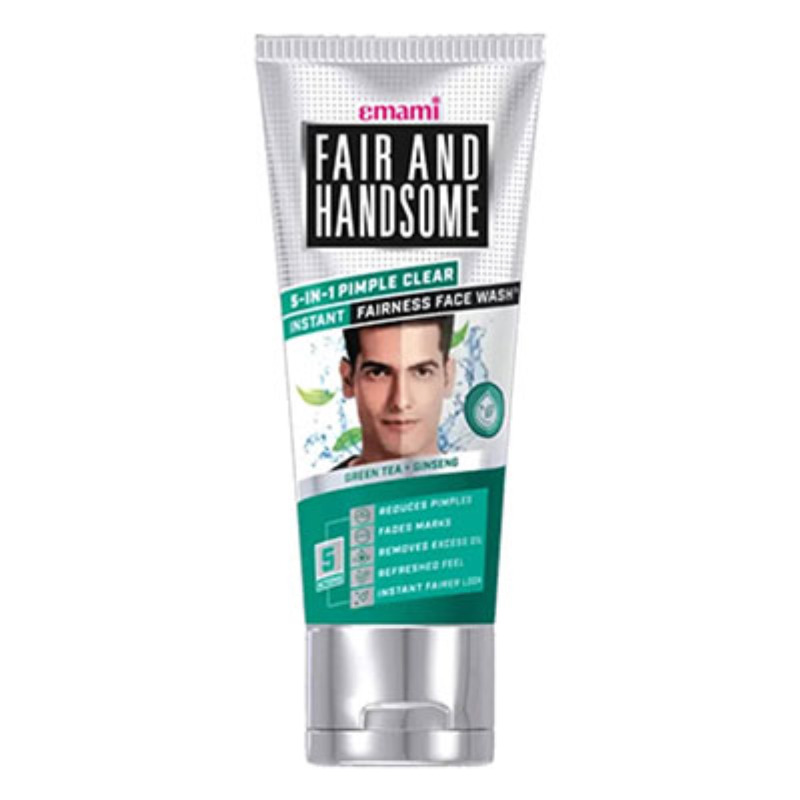 emami
FAIR AND
HANDSOME
5-IN-1 PIMPLE CLEAR
INSTANT FAIRNESS FACE WASH
GREEN TEA + GINSENG
5
REDUCES PIMPLES
FADES MARKS
REMOVES EXCESS OIL
REFRESHED FEEL
INSTANT FAIRER LOOK